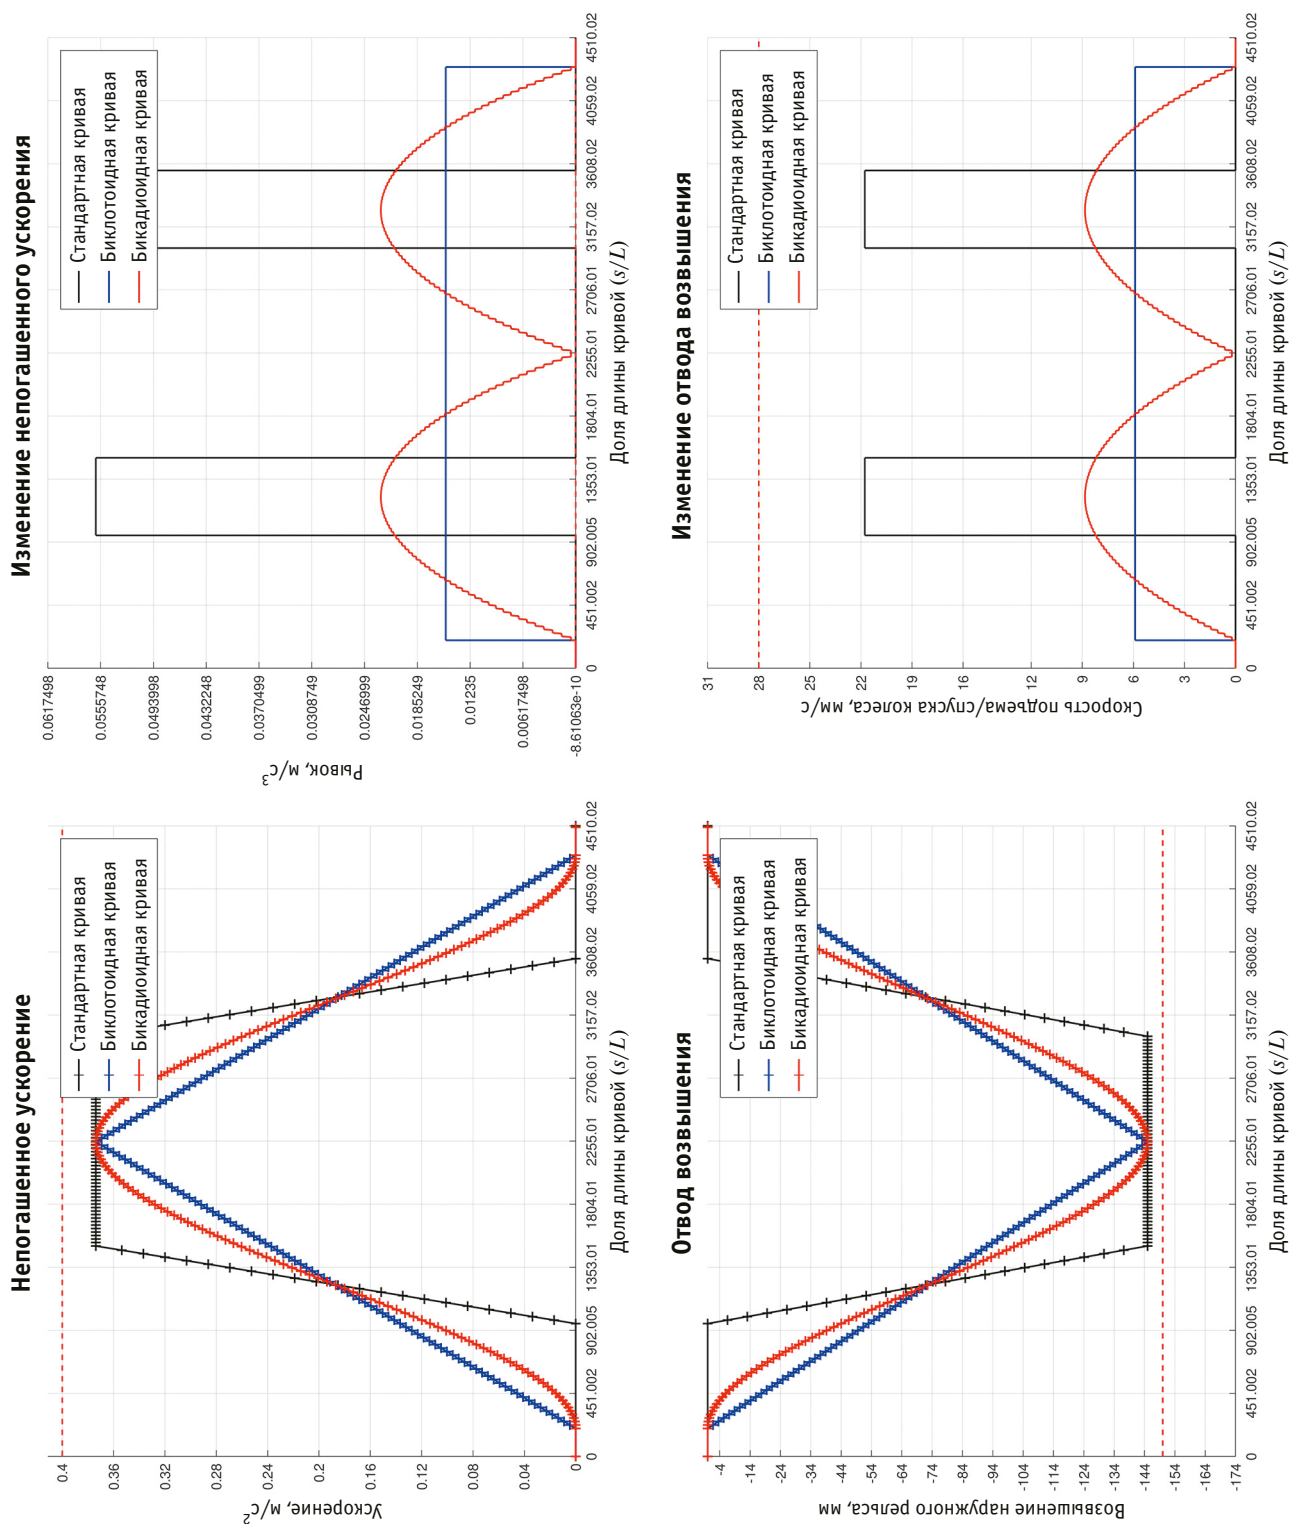 Непогашенное ускорение
Ускорение, м/с²
0.4
0.36
0.32
0.28
0.24
0.2
0.16
0.12
0.08
0.04
0
Стандартная кривая
Биклотоидная кривая
Бикадиоидная кривая
0 451.002 902.005 1353.01 1804.01 2255.01 2706.01 3157.02 3608.02 4059.02 4510.02
Доля длины кривой (s/L)
Изменение непогашенного ускорения
Рывок, м/с³
0.0617498
0.0555748
0.0493998
0.0432248
0.0370499
0.0308749
0.0246999
0.0185249
0.01235
0.00617498
-8.61063e-10
Стандартная кривая
Биклотоидная кривая
Бикадиоидная кривая
0 451.002 902.005 1353.01 1804.01 2255.01 2706.01 3157.02 3608.02 4059.02 4510.02
Доля длины кривой (s/L)
Отвод возвышения
Возвышение наружного рельса, мм
-4
-14
-24
-34
-44
-54
-64
-74
-84
-94
-104
-114
-124
-134
-144
-154
-164
-174
Стандартная кривая
Биклотоидная кривая
Бикадиоидная кривая
0 451.002 902.005 1353.01 1804.01 2255.01 2706.01 3157.02 3608.02 4059.02 4510.02
Доля длины кривой (s/L)
Изменение отвода возвышения
Скорость подъема/спуска колеса, мм/с
31
28
25
22
19
16
12
9
6
3
0
Стандартная кривая
Биклотоидная кривая
Бикадиоидная кривая
0 451.002 902.005 1353.01 1804.01 2255.01 2706.01 3157.02 3608.02 4059.02 4510.02
Доля длины кривой (s/L)